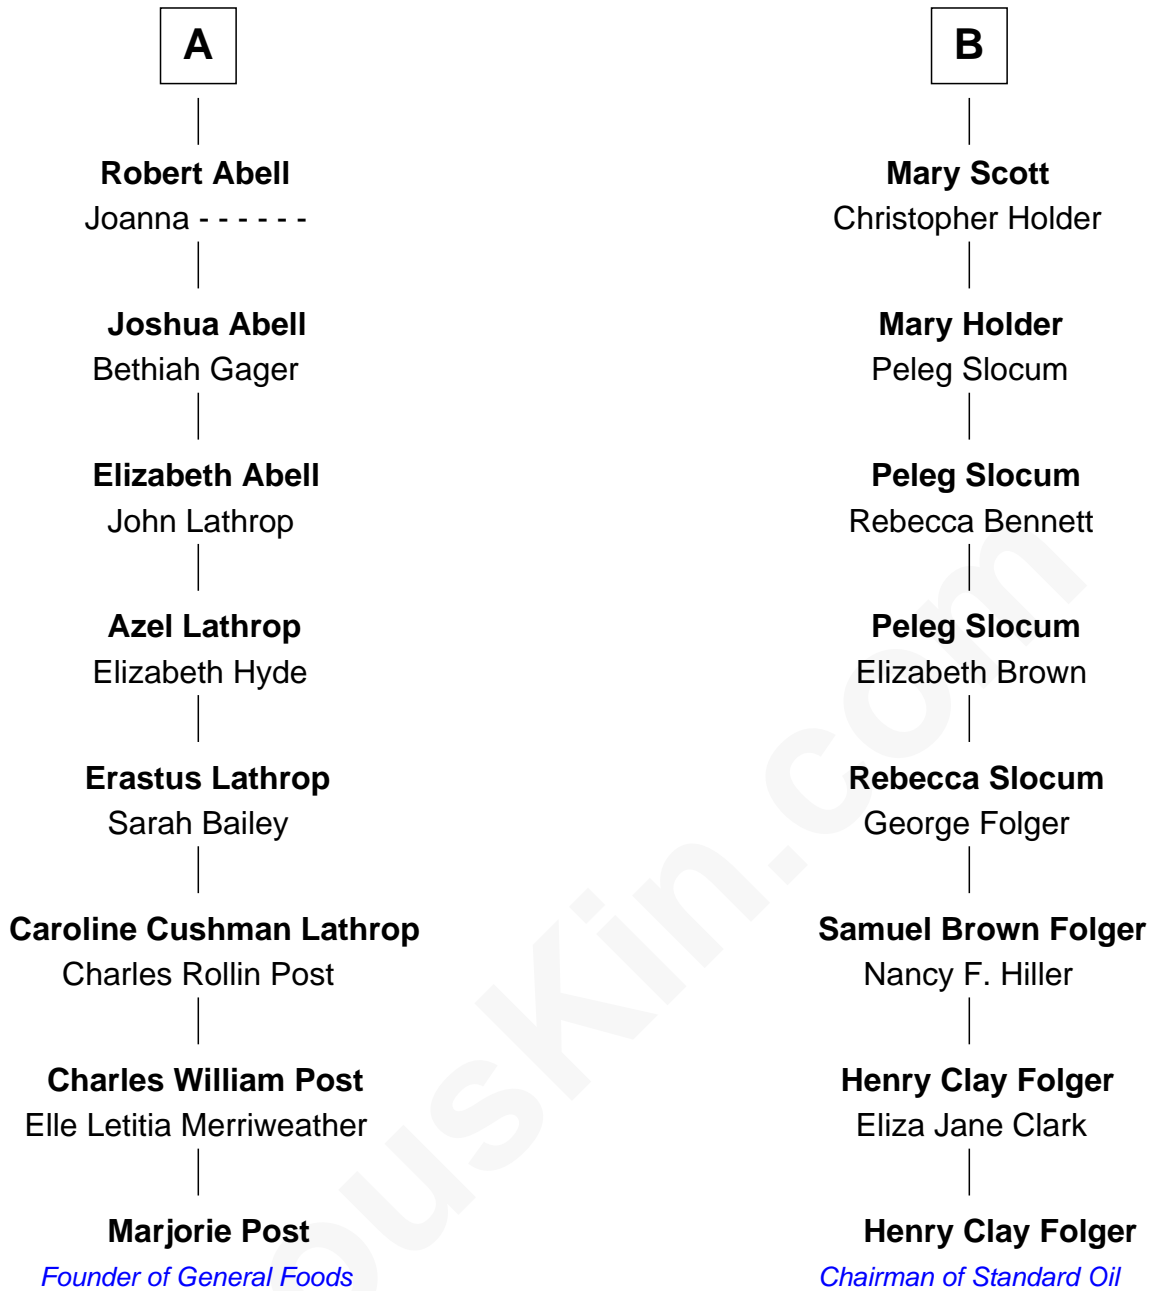 A
B
Robert Abell
Mary Scott
Joanna - - - - - -
Christopher Holder
Joshua Abell
Mary Holder
Bethiah Gager
Peleg Slocum
Elizabeth Abell
Peleg Slocum
John Lathrop
Rebecca Bennett
Azel Lathrop
Peleg Slocum
Elizabeth Hyde
Elizabeth Brown
Erastus Lathrop
Rebecca Slocum
Sarah Bailey
George Folger
Caroline Cushman Lathrop
Samuel Brown Folger
Charles Rollin Post
Nancy F. Hiller
Charles William Post
Henry Clay Folger
Elle Letitia Merriweather
Eliza Jane Clark
Marjorie Post
Henry Clay Folger
Founder of General Foods
Chairman of Standard Oil
ousKin.com